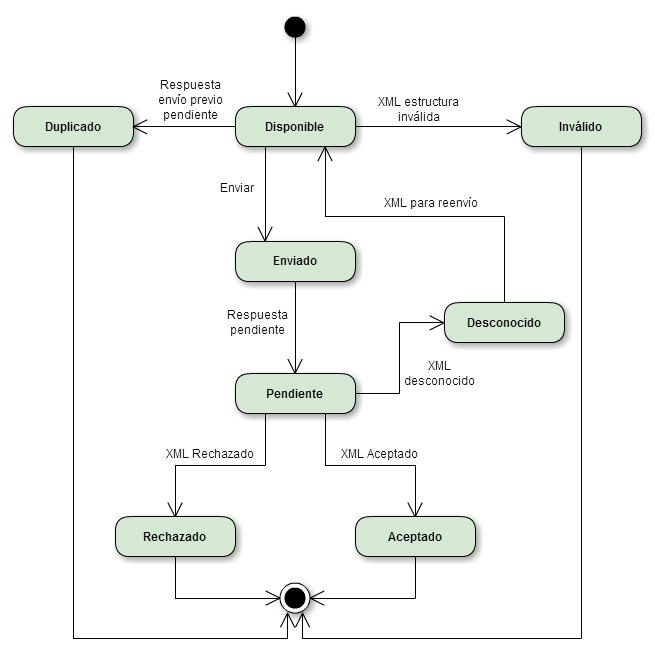 Respuesta
envío previo
pendiente
XML estructura
inválida
Duplicado
Disponible
Inválido
Enviar
XML para reenvío
Enviado
Respuesta
pendiente
Desconocido
XML
desconocido
Pendiente
XML Rechazado
XML Aceptado
Rechazado
Aceptado